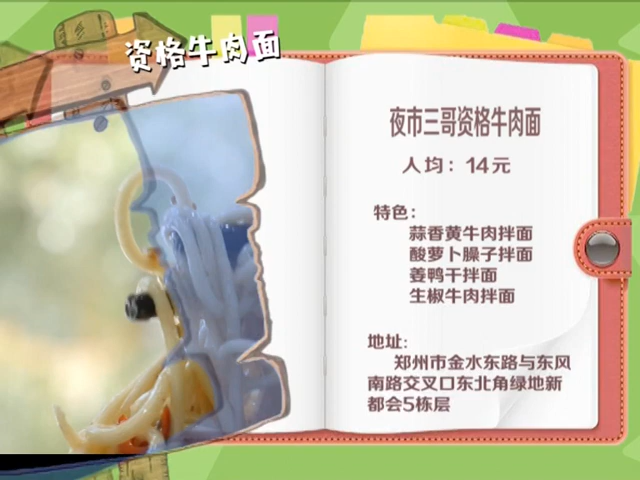 资格牛肉面
夜市三哥资格牛肉面
人均：14元
特色：
蒜香黄牛肉拌面
酸萝卜臊子拌面
姜鸭干拌面
生椒牛肉拌面
地址：
郑州市金水东路与东风
南路交叉口东北角绿地新
都会5栋层